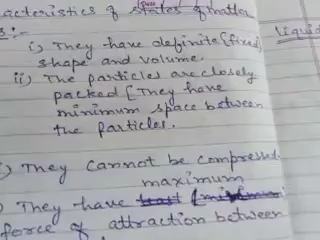 acteristics of states of matter
s:-
i) They have definite (fixed)
shape and volume.
ii) The particles are closely
packed [They have
minimum space between
the particles.
i) They cannot be compressed.
maximum
) They have
force of attraction between
liquid